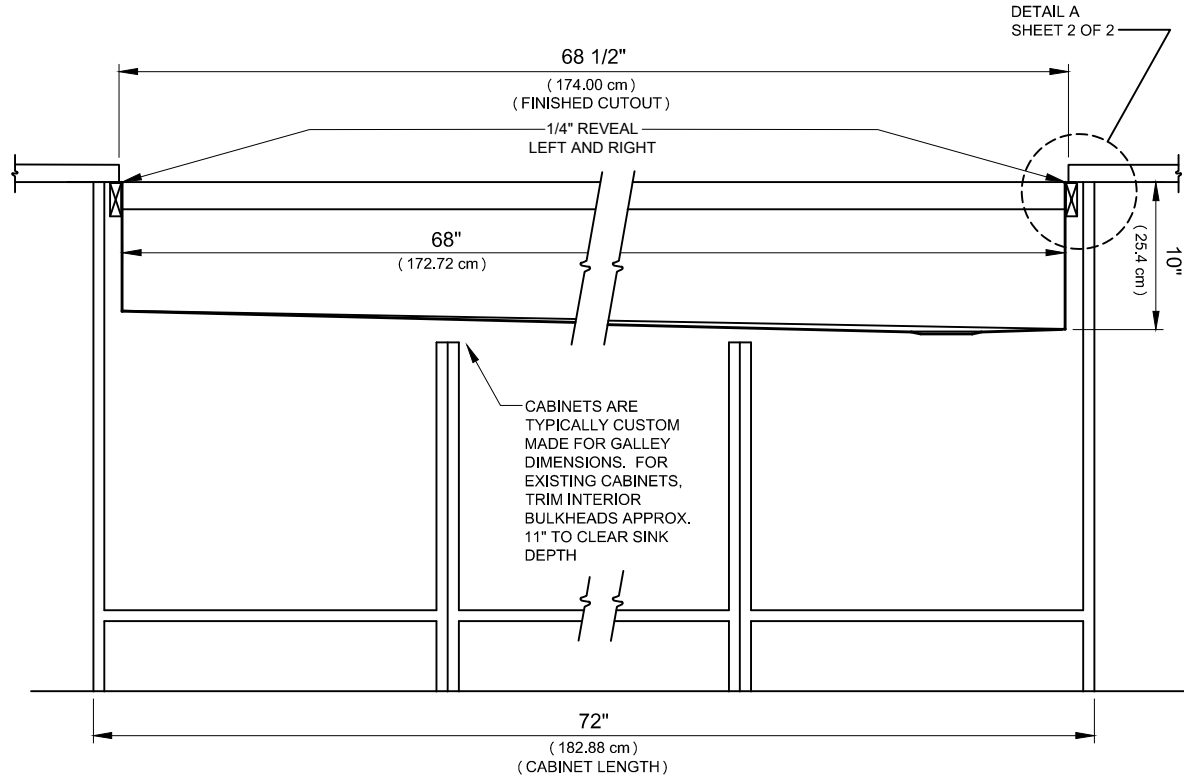 DETAIL A
SHEET 2 OF 2
68 1/2"
( 174.00 cm )
( FINISHED CUTOUT )
1/4" REVEAL
LEFT AND RIGHT
68"
( 172.72 cm )
10"
( 25.4 cm )
CABINETS ARE
TYPICALLY CUSTOM
MADE FOR GALLEY
DIMENSIONS. FOR
EXISTING CABINETS,
TRIM INTERIOR
BULKHEADS APPROX.
11" TO CLEAR SINK
DEPTH
72"
( 182.88 cm )
( CABINET LENGTH )